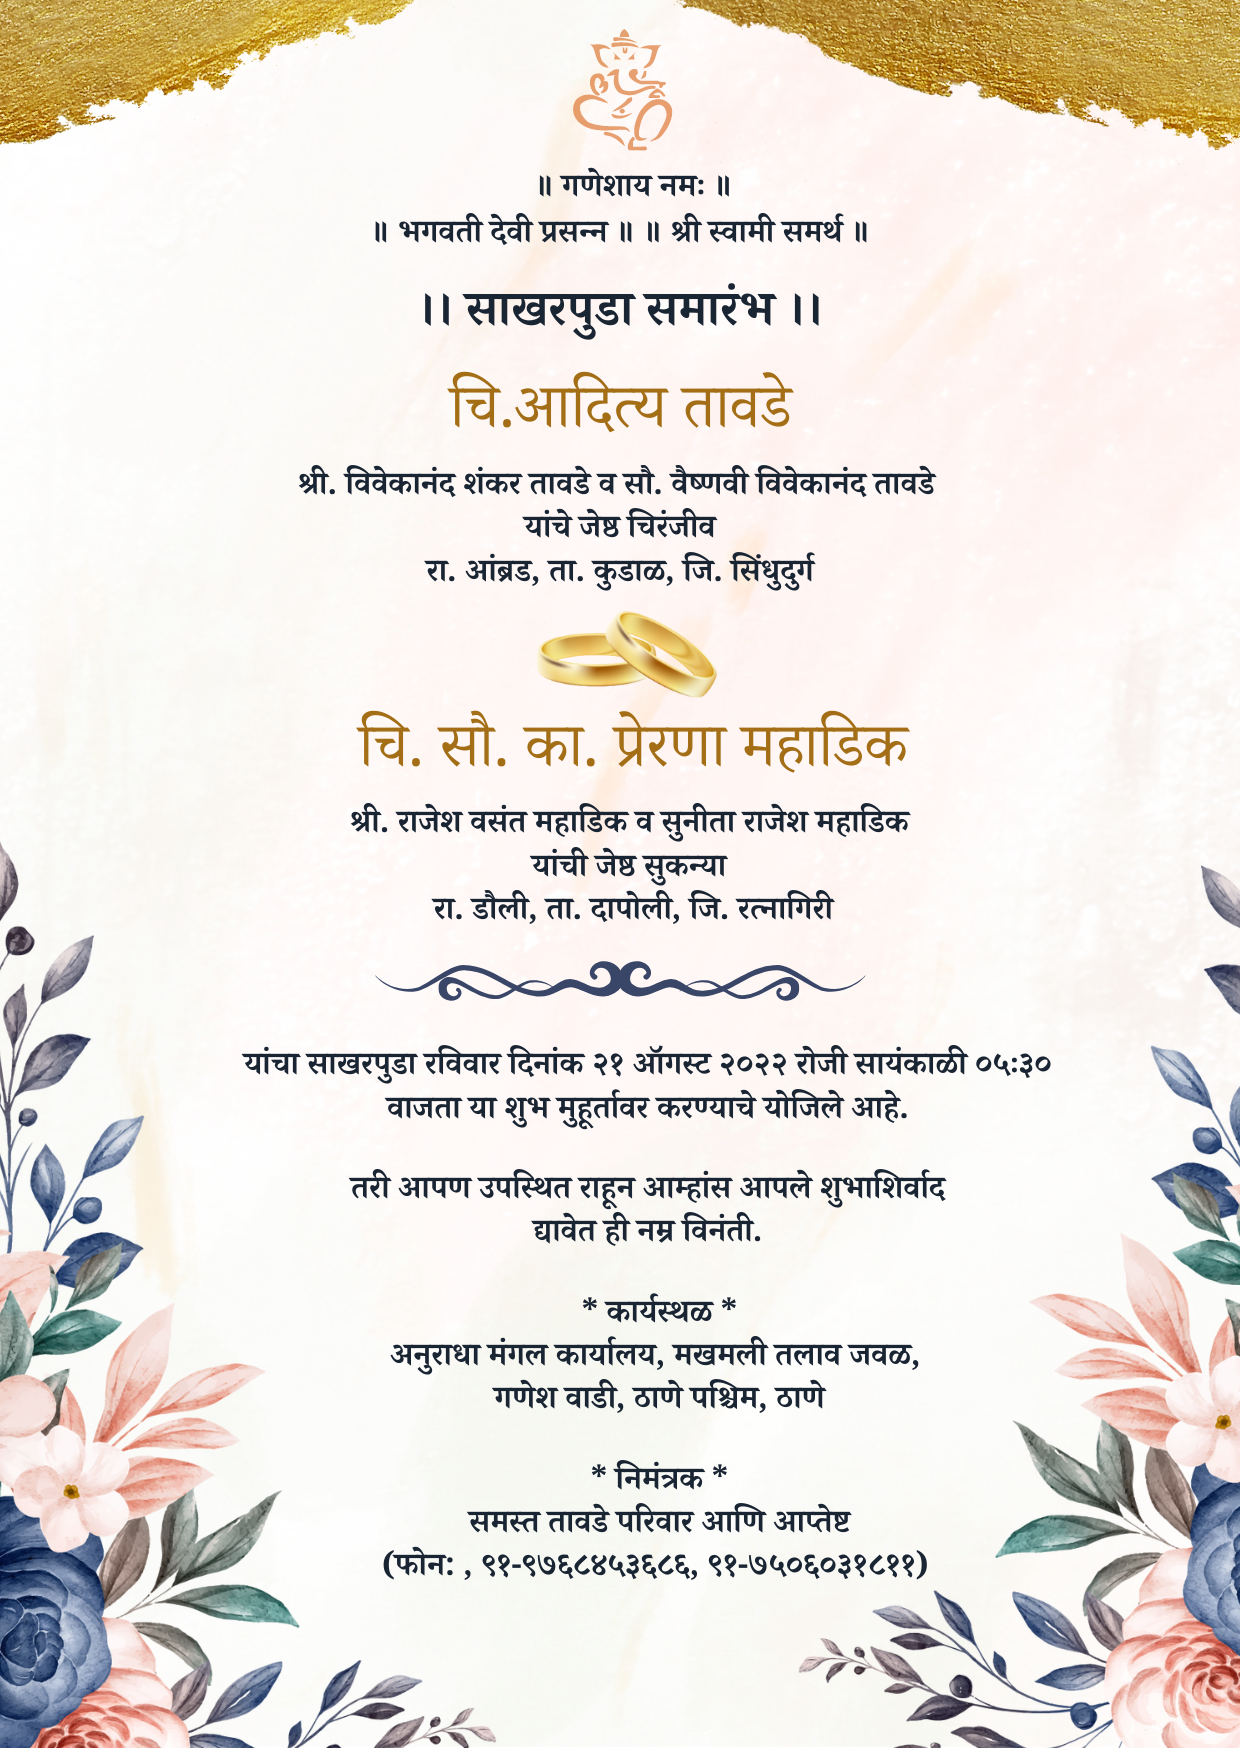 ॥ गणेशाय नमः ॥
॥ भगवती देवी प्रसन्न ॥ ॥ श्री स्वामी समर्थ ॥
।। साखरपुडा समारंभ ।।
चि.आदित्य तावडे
श्री. विवेकानंद शंकर तावडे व सौ. वैष्णवी विवेकानंद तावडे
यांचे जेष्ठ चिरंजीव
रा. आंब्रड, ता. कुडाळ, जि. सिंधुदुर्ग
चि. सौ. का. प्रेरणा महाडिक
श्री. राजेश वसंत महाडिक व सुनीता राजेश महाडिक
यांची जेष्ठ सुकन्या
रा. डौली, ता. दापोली, जि. रत्नागिरी
यांचा साखरपुडा रविवार दिनांक २१ ऑगस्ट २०२२ रोजी सायंकाळी ०५:३०
वाजता या शुभ मुहूर्तावर करण्याचे योजिले आहे.
तरी आपण उपस्थित राहून आम्हांस आपले शुभाशिर्वाद
द्यावेत ही नम्र विनंती.
* कार्यस्थळ *
अनुराधा मंगल कार्यालय, मखमली तलाव जवळ,
गणेश वाडी, ठाणे पश्चिम, ठाणे
* निमंत्रक *
समस्त तावडे परिवार आणि आप्तेष्ट
(फोन: , ९१-९७६८४५३६८६, ९१-७५०६०३१८११)